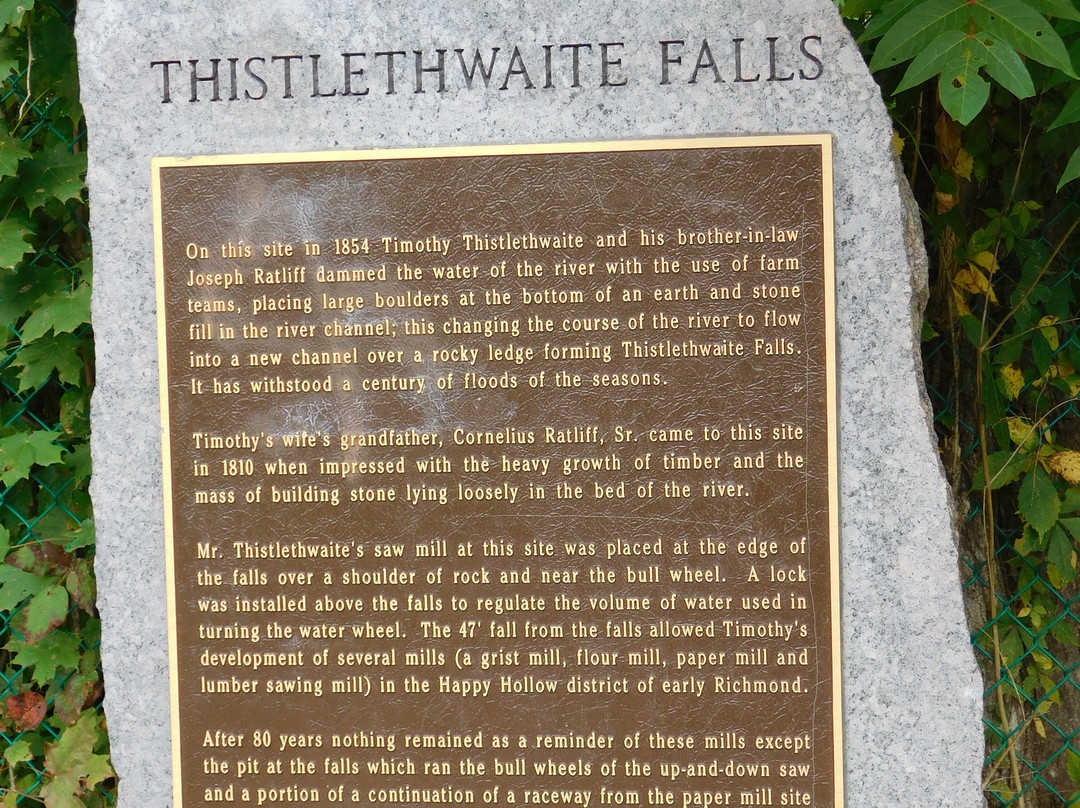 THISTLETHWAITE FALLS
On this site in 1854 Timothy Thistlethwaite and his brother-in-law
Joseph Ratliff dammed the water of the river with the use of farm
teams, placing large boulders at the bottom of an earth and stone
fill in the river channel; this changing the course of the river to flow
into a new channel over a rocky ledge forming Thistlethwaite Falls.
It has withstood a century of floods of the seasons.
Timothy's wife's grandfather, Cornelius Ratliff, Sr. came to this site
in 1810 when impressed with the heavy growth of timber and the
mass of building stone lying loosely in the bed of the river.
Mr. Thistlethwaite's saw mill at this site was placed at the edge of
the falls over a shoulder of rock and near the bull wheel. A lock
was installed above the falls to regulate the volume of water used in
turning the water wheel. The 47' fall from the falls allowed Timothy's
development of several mills (a grist mill, flour mill, paper mill and
lumber sawing mill) in the Happy Hollow district of early Richmond.
After 80 years nothing remained as a reminder of these mills except
the pit at the falls which ran the bull wheels of the up-and-down saw
and a portion of a continuation of a raceway from the paper mill site